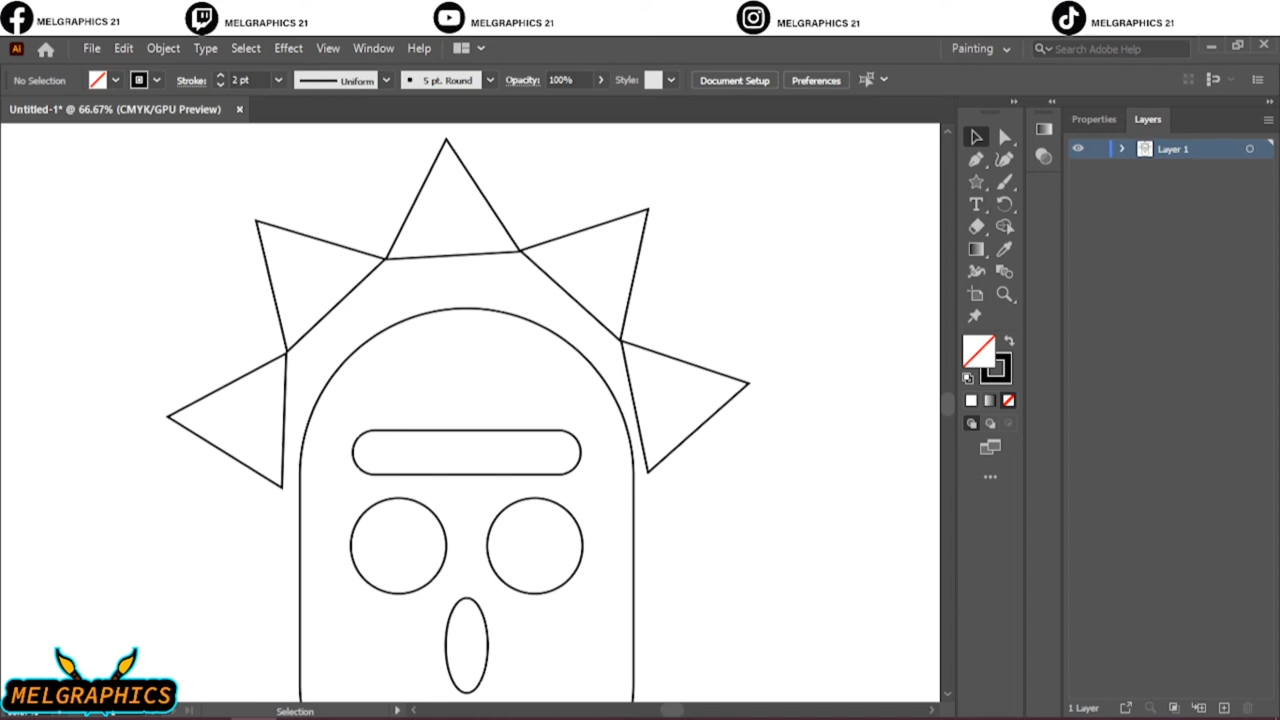 MELGRAPHICS 21 MELGRAPHICS 21 MELGRAPHICS 21 MELGRAPHICS 21 MELGRAPHICS 21
Ai File Edit Object Type Select Effect View Window Help Painting Search Adobe Help
No Selection Stroke: 2 pt Uniform 5 pt. Round Opacity: 100% Style: Document Setup Preferences
Untitled-1* @ 66.67% (CMYK/GPU Preview) Properties Layers
Layer 1
MELGRAPHICS
Selection 1 Layer